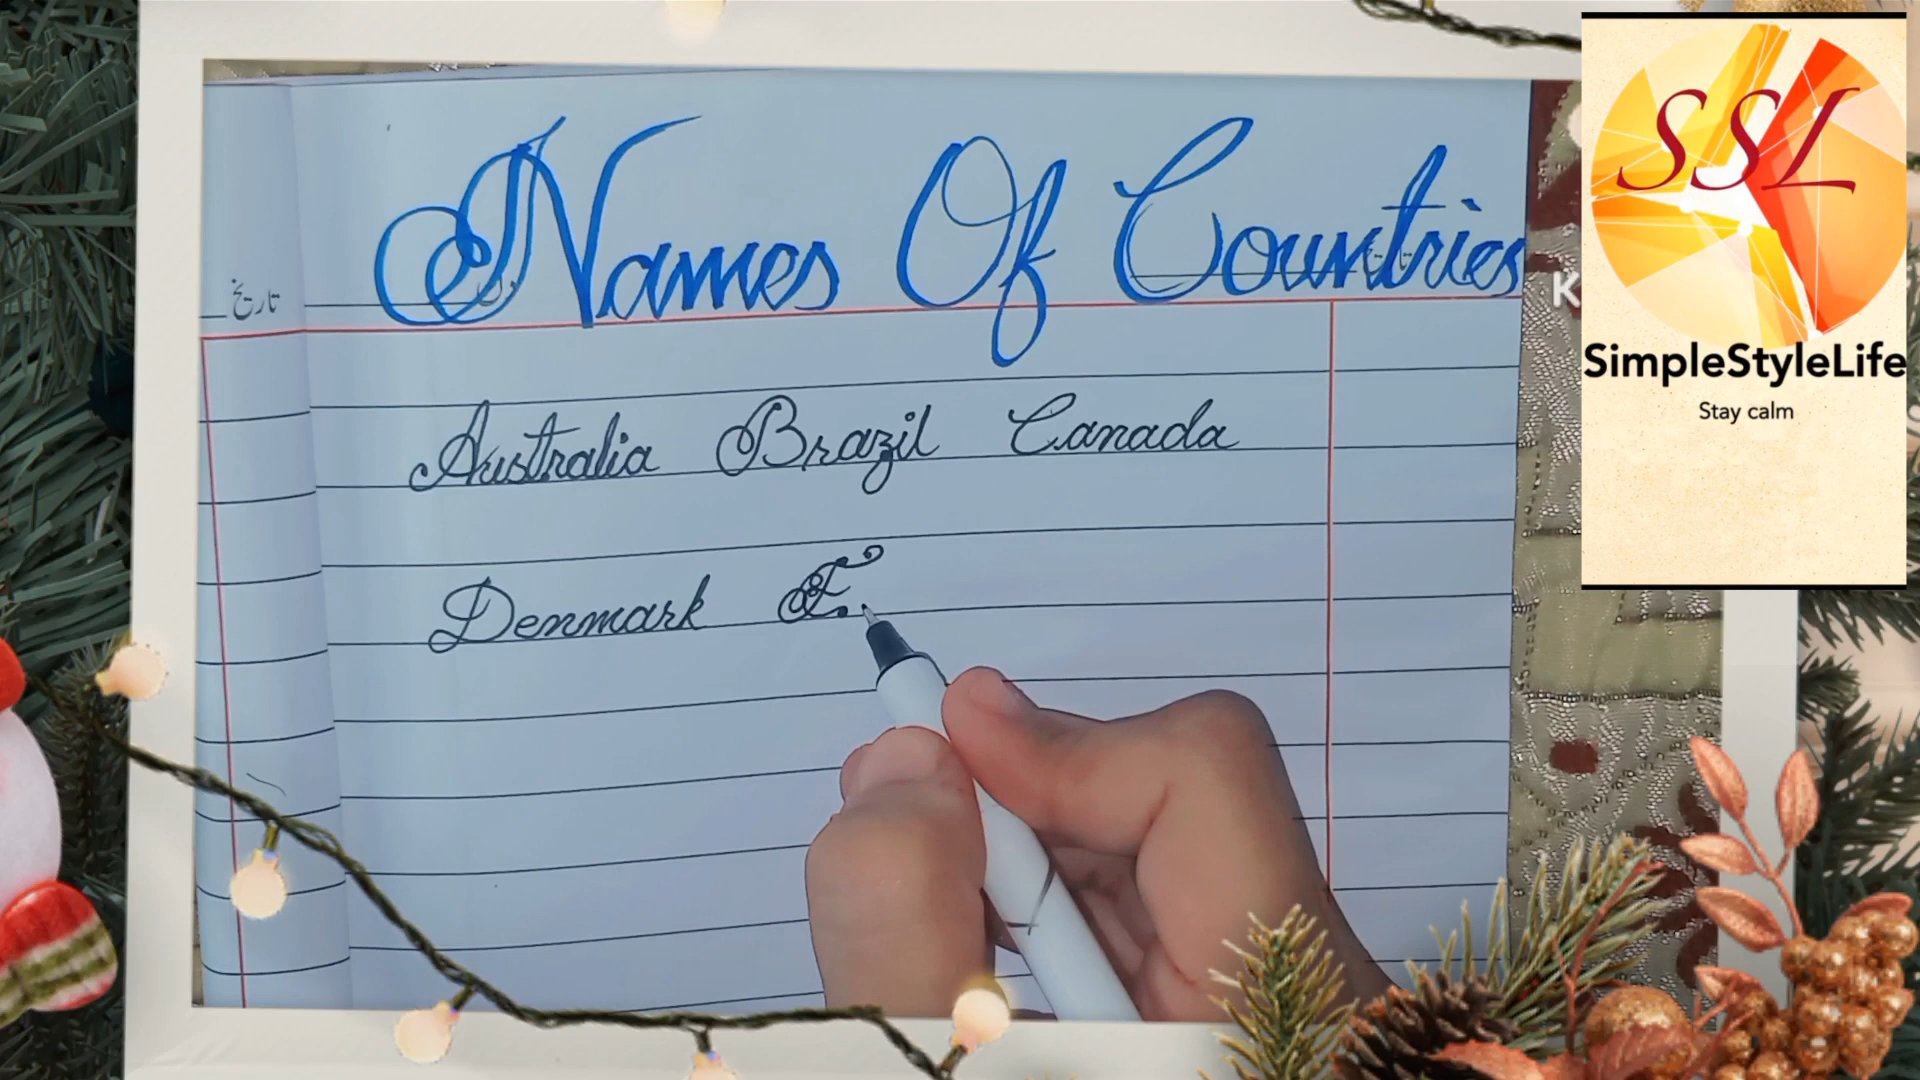 Names Of Countries
تاریخ
Australia Brazil Canada
Denmark E
K
SSL
SimpleStyleLife
Stay calm